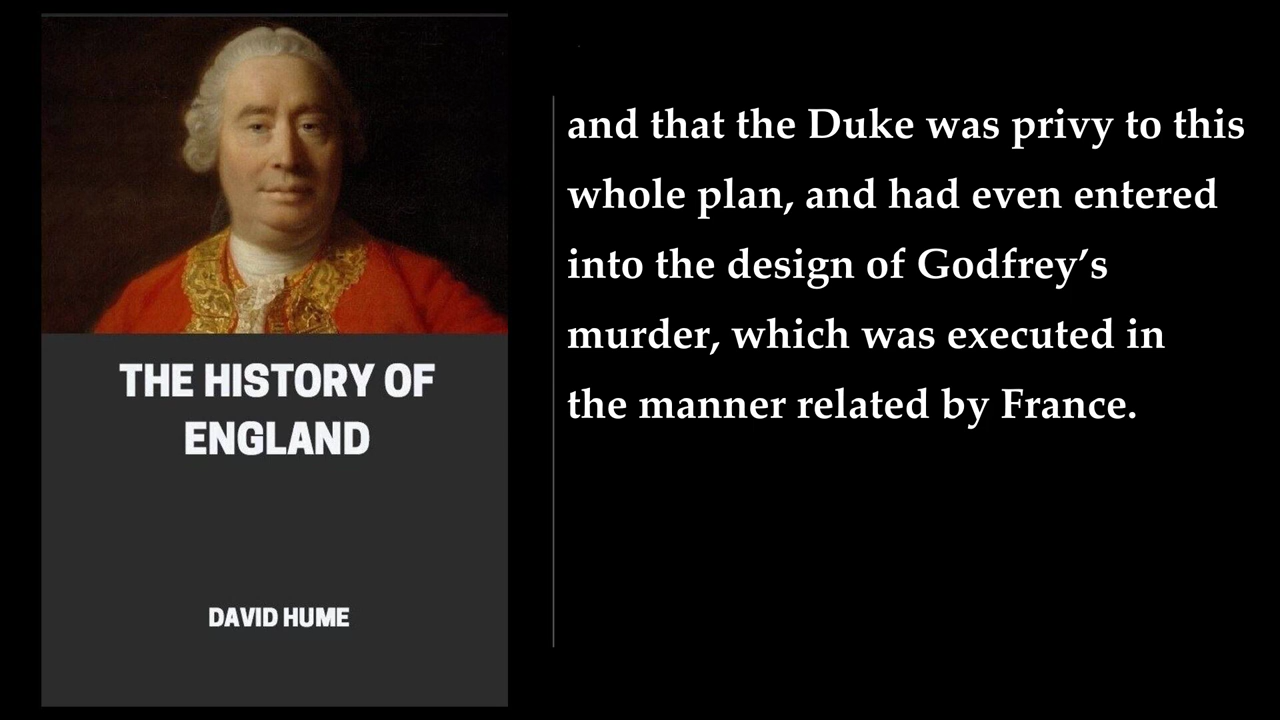 THE HISTORY OF
ENGLAND
DAVID HUME
and that the Duke was privy to this
whole plan, and had even entered
into the design of Godfrey’s
murder, which was executed in
the manner related by France.